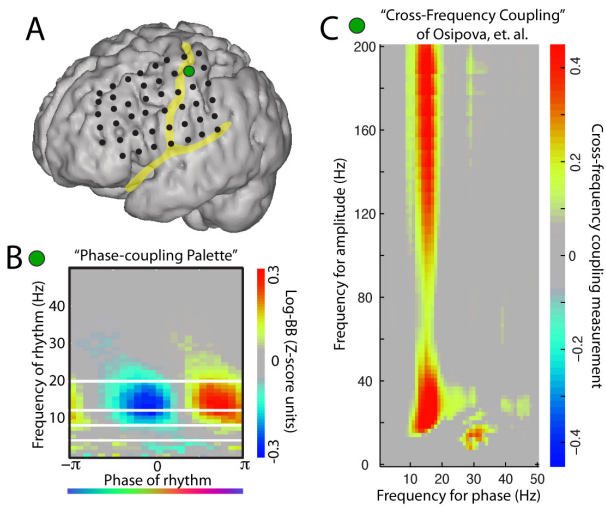 A
B
"Phase-coupling Palette"
Frequency of rhythm (Hz)
40
30
20
10
−π
0
π
Phase of rhythm
0.3
0
-0.3
Log-BB (Z-score units)
C
"Cross-Frequency Coupling"
of Osipova, et. al.
Frequency for amplitude (Hz)
200
160
120
80
40
0
10
20
30
40
50
Frequency for phase (Hz)
0.4
0.2
0
−0.2
−0.4
Cross-frequency coupling measurement